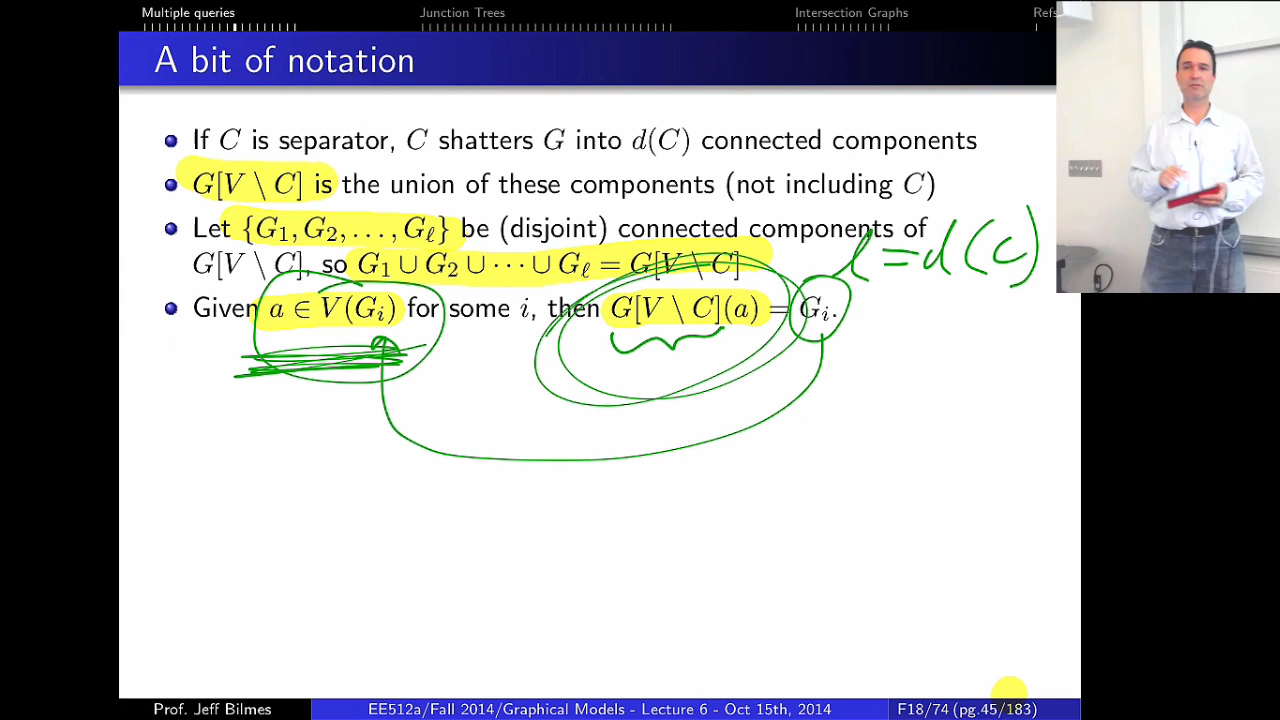 Multiple queries Junction Trees Intersection Graphs Refs
A bit of notation
If C is separator, C shatters G into d(C) connected components
G[V \ C] is the union of these components (not including C)
Let {G₁, G₂, . . . , Gℓ} be (disjoint) connected components of
G[V \ C], so G₁ ∪ G₂ ∪ · · · ∪ Gℓ = G[V \ C]
l = d(C)
Given a ∈ V(Gᵢ) for some i, then G[V \ C](a) = Gᵢ.
Prof. Jeff Bilmes EE512a/Fall 2014/Graphical Models - Lecture 6 - Oct 15th, 2014 F18/74 (pg.45/183)